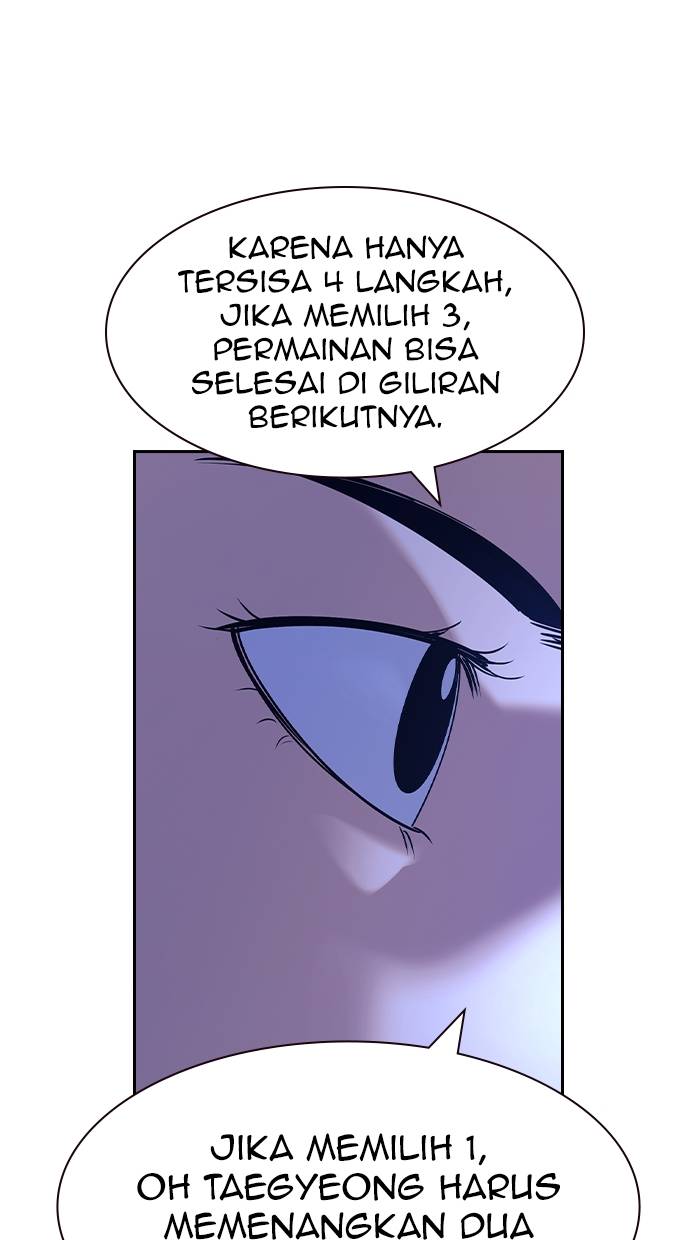 KARENA HANYA
TERSISA 4 LANGKAH,
JIKA MEMILIH 3,
PERMAINAN BISA
SELESAI DI GILIRAN
BERIKUTNYA.
JIKA MEMILIH 1,
OH TAEGYEONG HARUS
MEMENANGKAN DUA